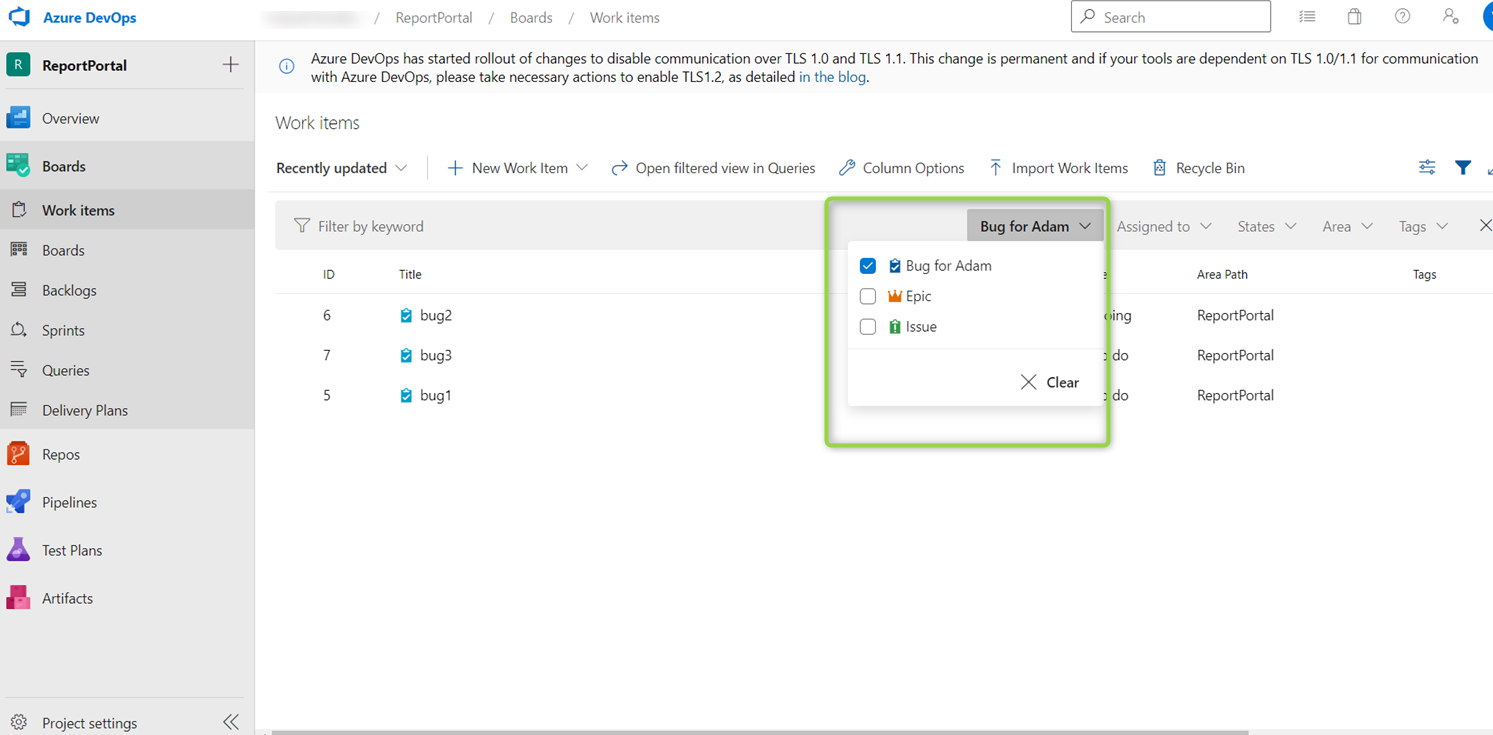 Azure DevOps / ReportPortal / Boards / Work items Search
R ReportPortal
Overview
Boards
Work items
Boards
Backlogs
Sprints
Queries
Delivery Plans
Repos
Pipelines
Test Plans
Artifacts
Project settings
Azure DevOps has started rollout of changes to disable communication over TLS 1.0 and TLS 1.1. This change is permanent and if your tools are dependent on TLS 1.0/1.1 for communication
with Azure DevOps, please take necessary actions to enable TLS1.2, as detailed in the blog.
Work items
Recently updated New Work Item Open filtered view in Queries Column Options Import Work Items Recycle Bin
Filter by keyword Bug for Adam Assigned to States Area Tags
ID Title Area Path Tags
6 bug2 ReportPortal
7 bug3 do ReportPortal
5 bug1 do ReportPortal
Bug for Adam
Epic
Issue
Clear